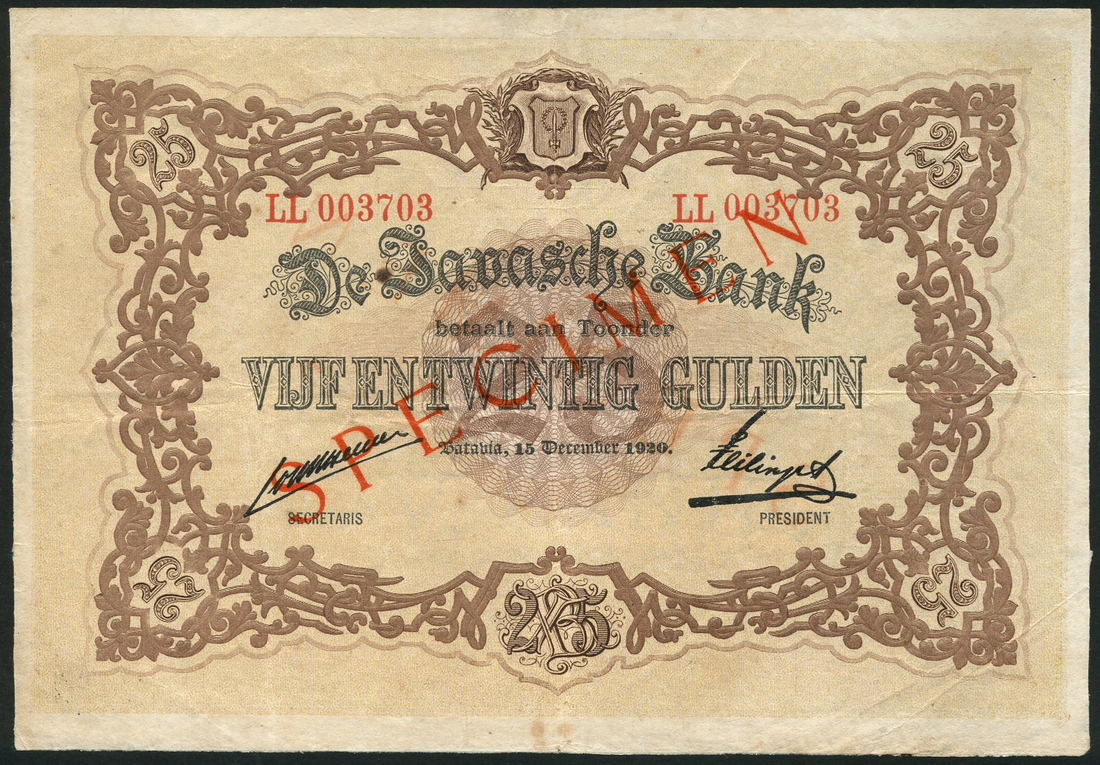 25 25
LL 003703 LL 003703
De Javasche Bank
betaalt aan Toonder
VIJF EN TWINTIG GULDEN
Batavia, 15 December 1920.
SPECIMEN
SECRETARIS PRESIDENT
25 25 25